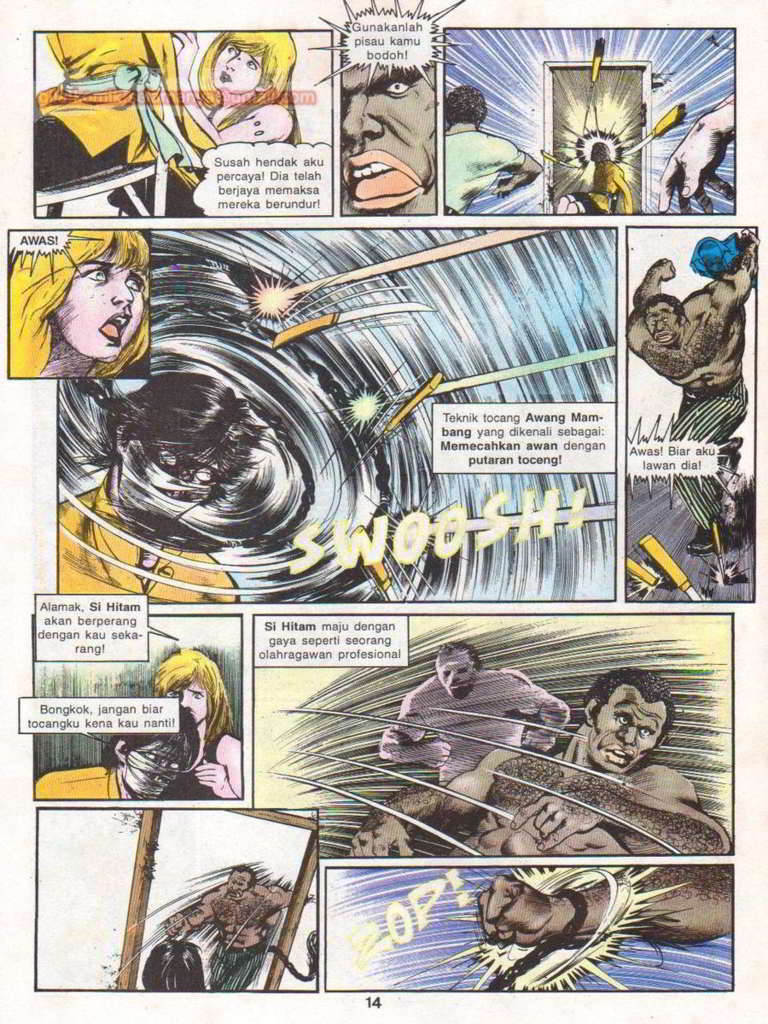 Gunakanlah
pisau kamu
bodoh!
Susah hendak aku
percaya! Dia telah
berjaya memaksa
mereka berundur!
AWAS!
Teknik tocang Awang Mam-
bang yang dikenali sebagai:
Memecahkan awan dengan
putaran toceng!
SWOOSH!
Awas! Biar aku
lawan dia!
Alamak, Si Hitam
akan berperang
dengan kau seka-
rang!
Bongkok, jangan biar
tocangku kena kau nanti!
Si Hitam maju dengan
gaya seperti seorang
olahragawan profesional
ZOP!
14